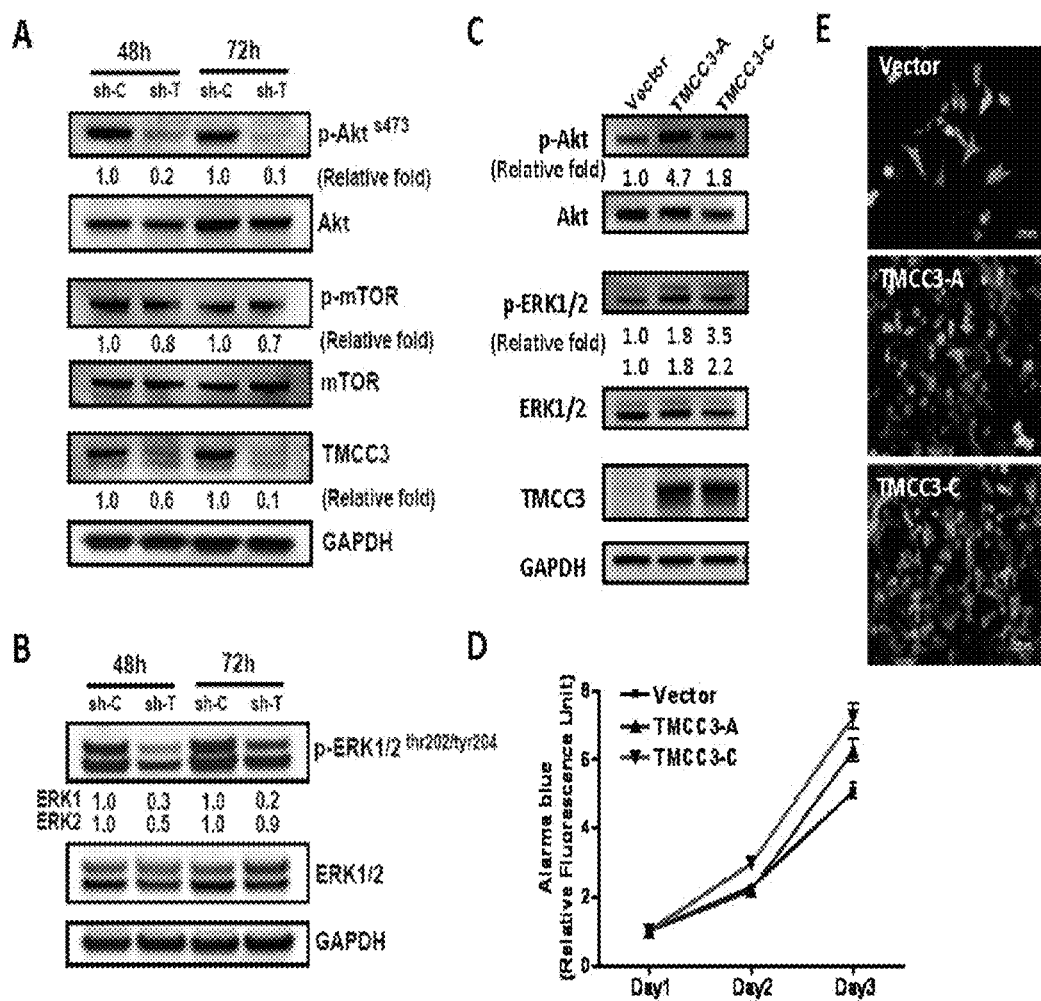 A
48h 72h
sh-C sh-T sh-C sh-T
p-Akt s473
1.0 0.2 1.0 0.1 (Relative fold)
Akt
p-mTOR
1.0 0.8 1.0 0.7 (Relative fold)
mTOR
TMCC3
1.0 0.6 1.0 0.1 (Relative fold)
GAPDH
B
48h 72h
sh-C sh-T sh-C sh-T
p-ERK1/2 thr202/tyr204
ERK1 1.0 0.3 1.0 0.2
ERK2 1.0 0.5 1.0 0.9
ERK1/2
GAPDH
C
Vector TMCC3-A TMCC3-C
p-Akt
(Relative fold) 1.0 4.7 1.8
Akt
p-ERK1/2
(Relative fold) 1.0 1.8 3.5
1.0 1.8 2.2
ERK1/2
TMCC3
GAPDH
D
Alarma blue
(Relative Fluorescence Unit)
8
6
4
2
0
Vector
TMCC3-A
TMCC3-C
Day1 Day2 Day3
E
Vector
TMCC3-A
TMCC3-C